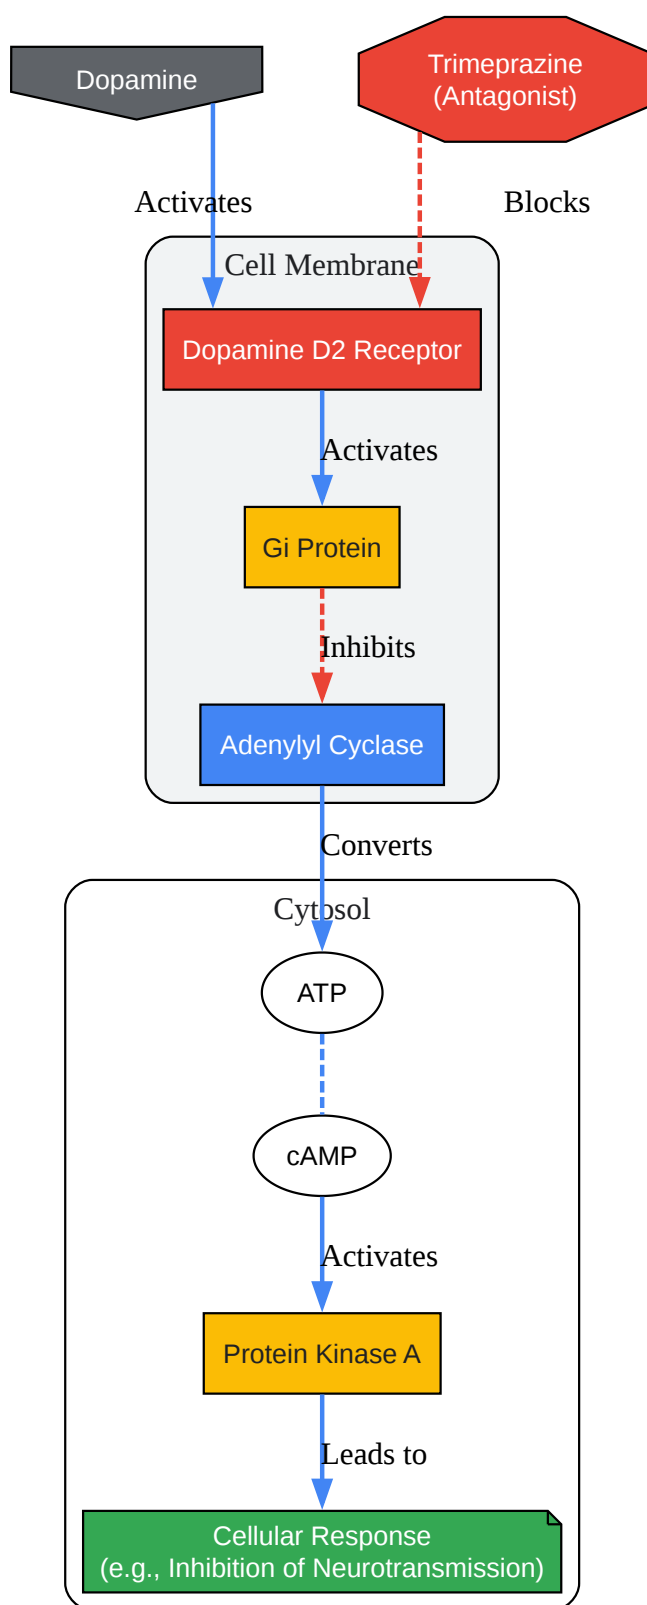 Dopamine
Trimeprazine
(Antagonist)
Activates
Blocks
Cell Membrane
Dopamine D2 Receptor
Activates
Gi Protein
Inhibits
Adenylyl Cyclase
Converts
Cytosol
ATP
cAMP
Activates
Protein Kinase A
Leads to
Cellular Response
(e.g., Inhibition of Neurotransmission)